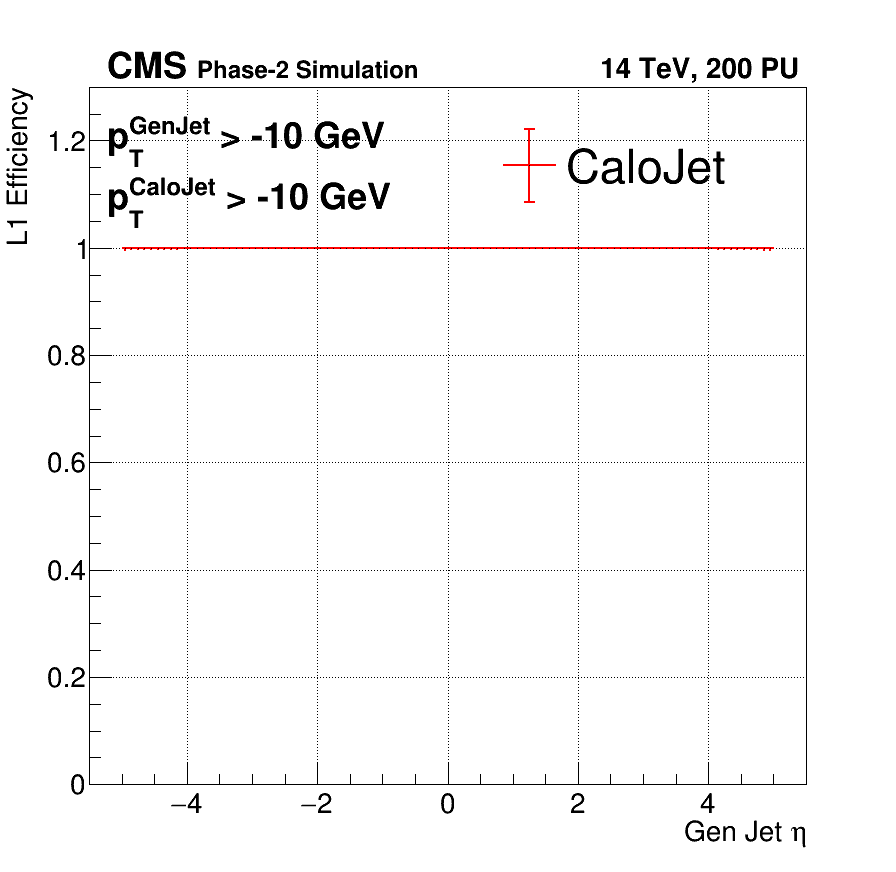 CMS Phase-2 Simulation 14 TeV, 200 PU
L1 Efficiency
p_T^GenJet > -10 GeV
p_T^CaloJet > -10 GeV
CaloJet
1.2
1
0.8
0.6
0.4
0.2
0
−4 −2 0 2 4
Gen Jet η